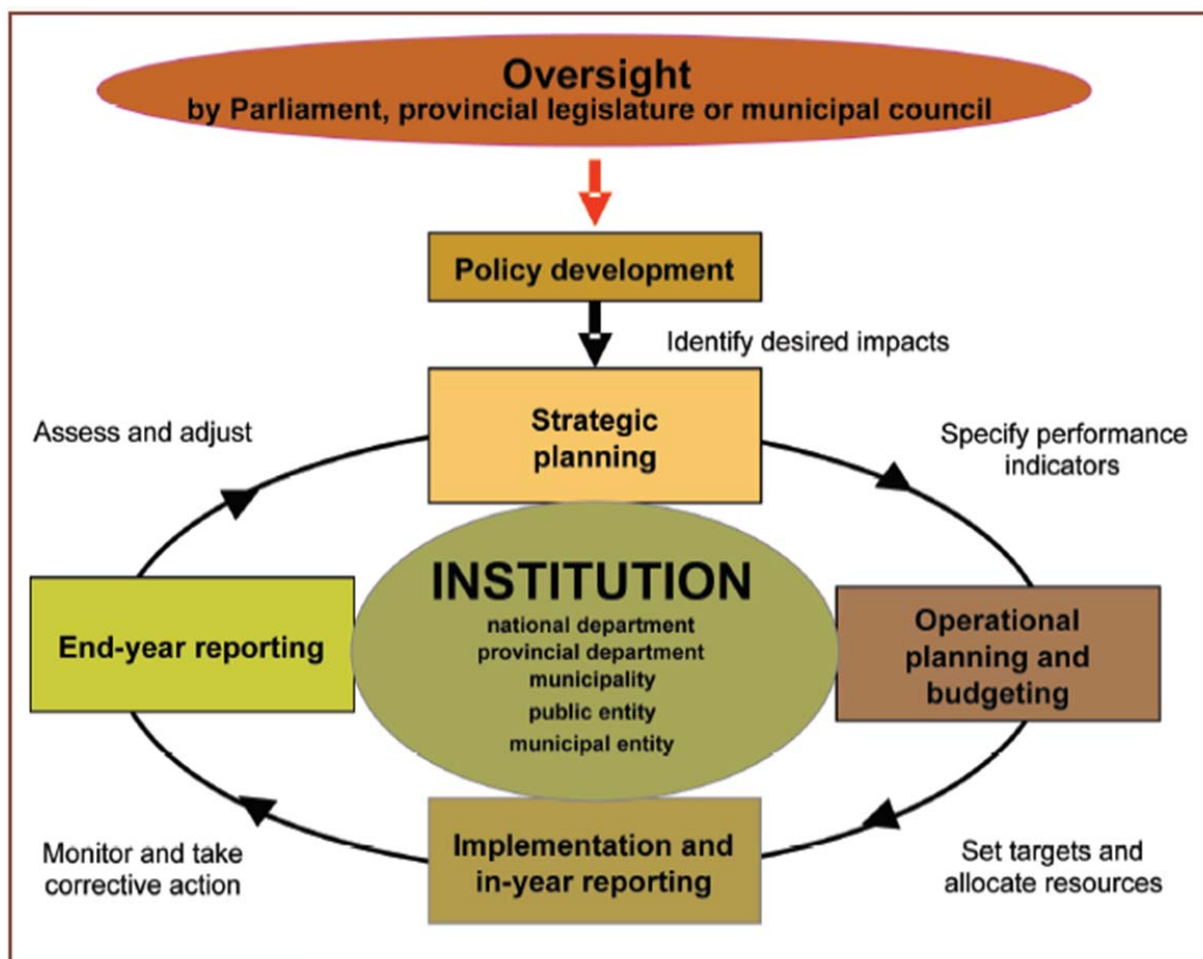 Oversight
by Parliament, provincial legislature or municipal council
Policy development
Identify desired impacts
Strategic
planning
Assess and adjust
Specify performance
indicators
INSTITUTION
national department
provincial department
municipality
public entity
municipal entity
End-year reporting
Operational
planning and
budgeting
Monitor and take
corrective action
Implementation and
in-year reporting
Set targets and
allocate resources